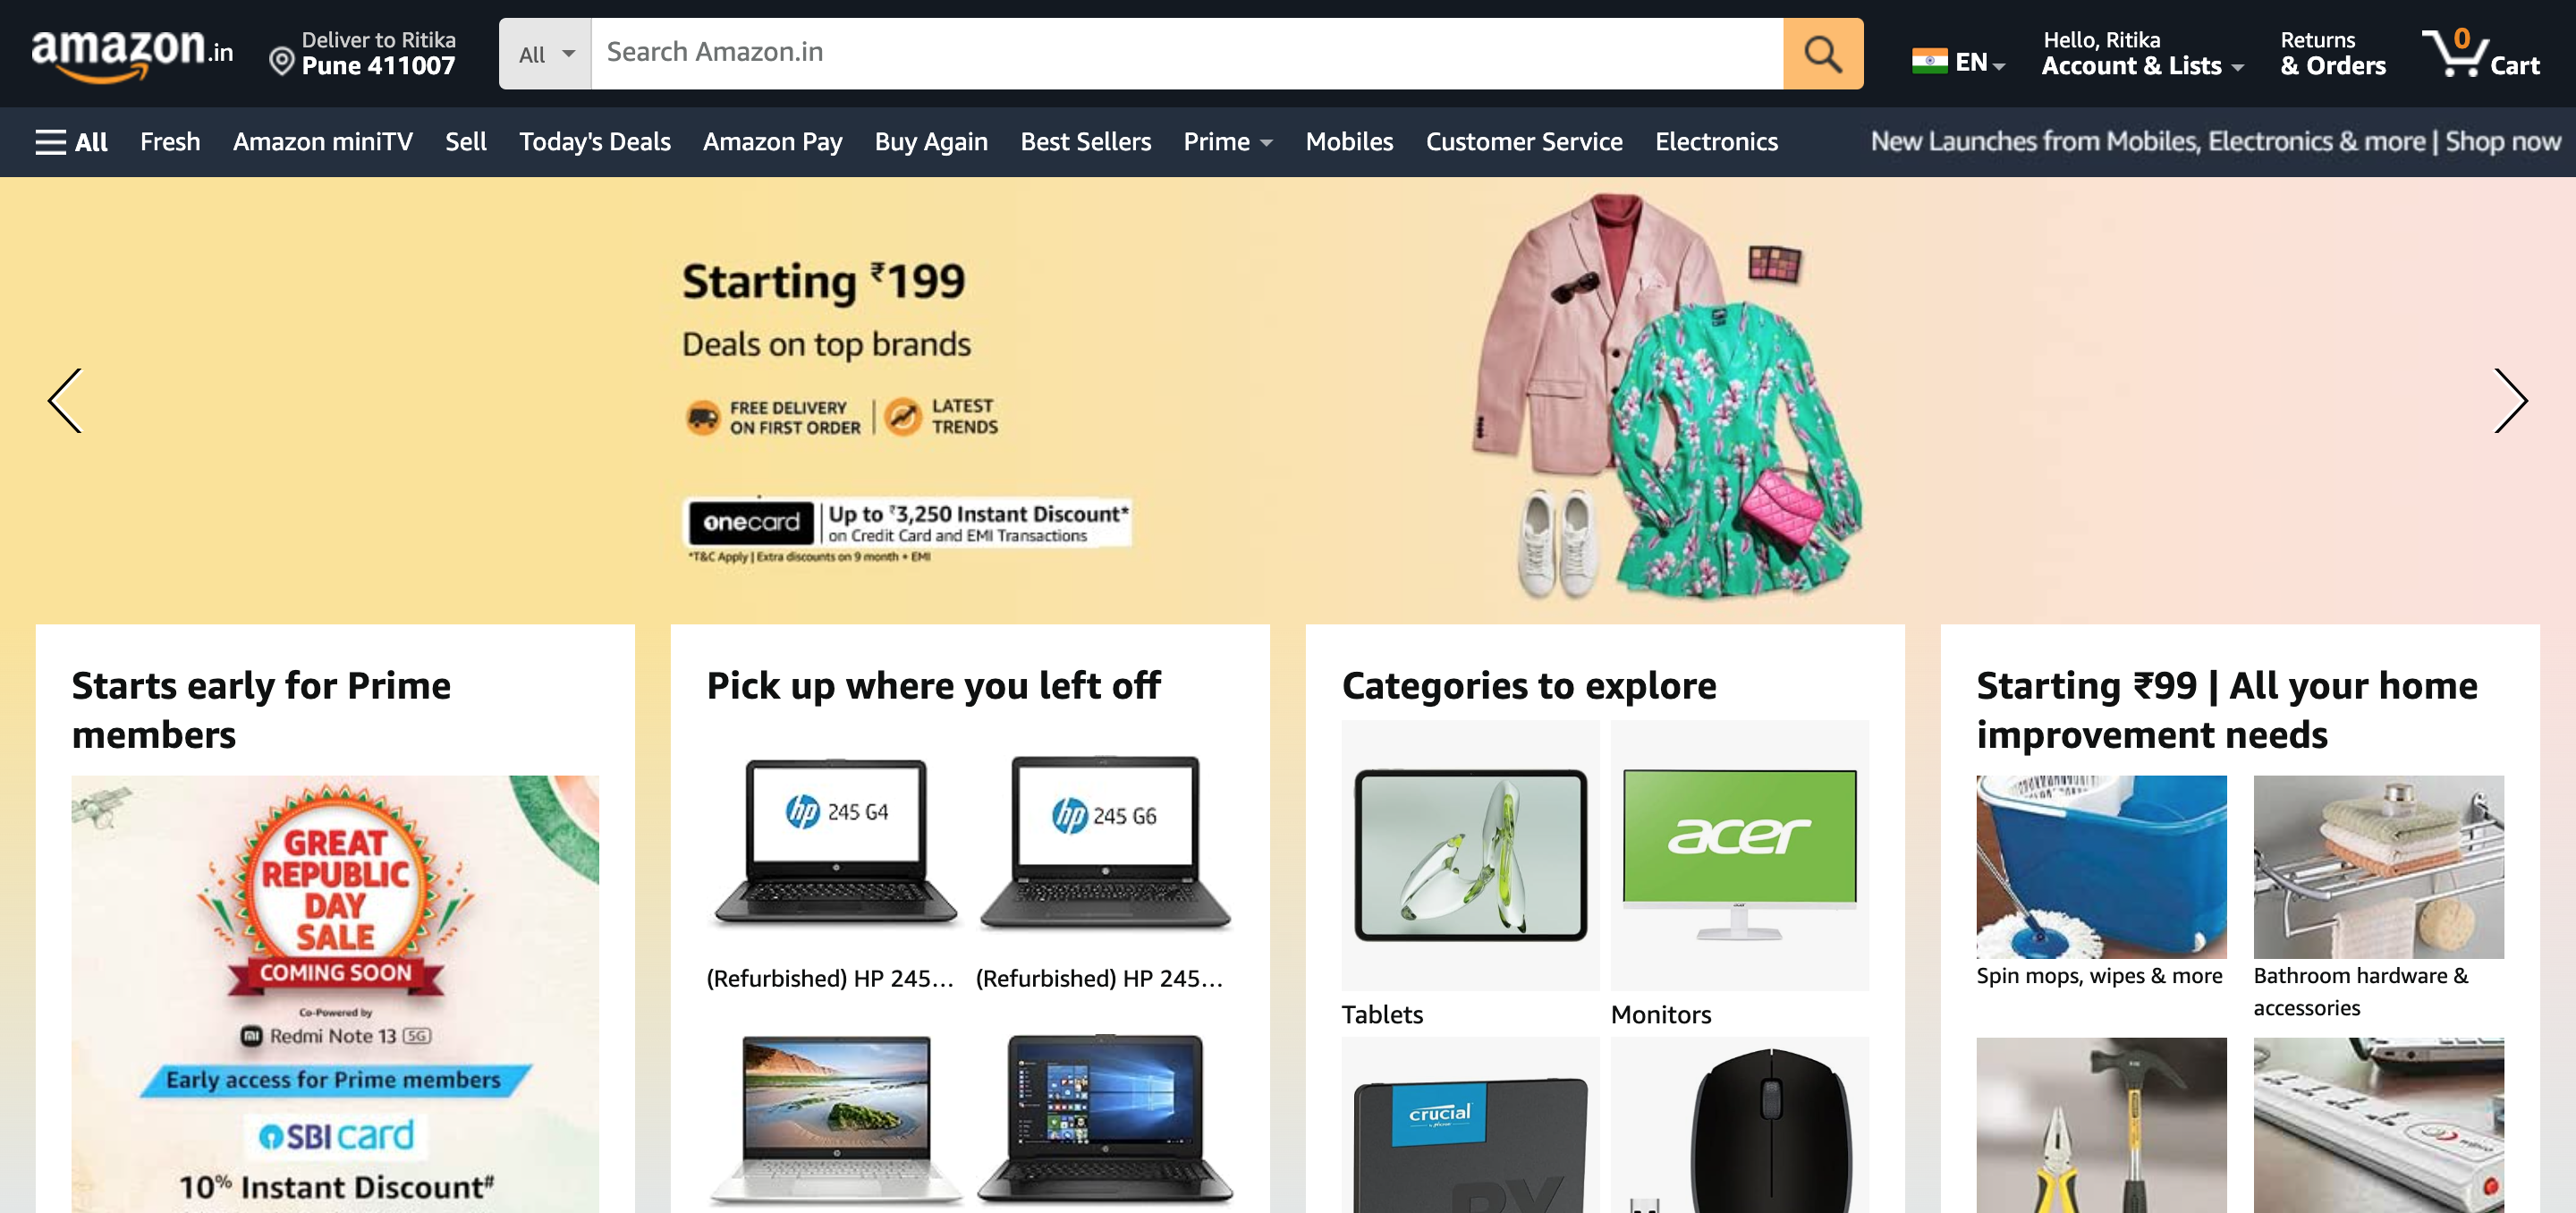 amazon.in
Deliver to Ritika
Pune 411007
All
Search Amazon.in
EN
Hello, Ritika
Account & Lists
Returns
& Orders
0
Cart
All
Fresh
Amazon miniTV
Sell
Today's Deals
Amazon Pay
Buy Again
Best Sellers
Prime
Mobiles
Customer Service
Electronics
New Launches from Mobiles, Electronics & more | Shop now
Starting ₹199
Deals on top brands
FREE DELIVERY
ON FIRST ORDER
LATEST
TRENDS
onecard
Up to ₹3,250 Instant Discount*
on Credit Card and EMI Transactions
*T&C Apply | Extra discounts on 9 month + EMI
Starts early for Prime
members
GREAT
REPUBLIC
DAY
SALE
COMING SOON
Co-Powered by
Redmi Note 13 5G
Early access for Prime members
SBI card
10% Instant Discount#
Pick up where you left off
hp 245 G4
hp 245 G6
(Refurbished) HP 245...
(Refurbished) HP 245...
Categories to explore
acer
Tablets
Monitors
crucial
BX
Starting ₹99 | All your home
improvement needs
Spin mops, wipes & more
Bathroom hardware &
accessories